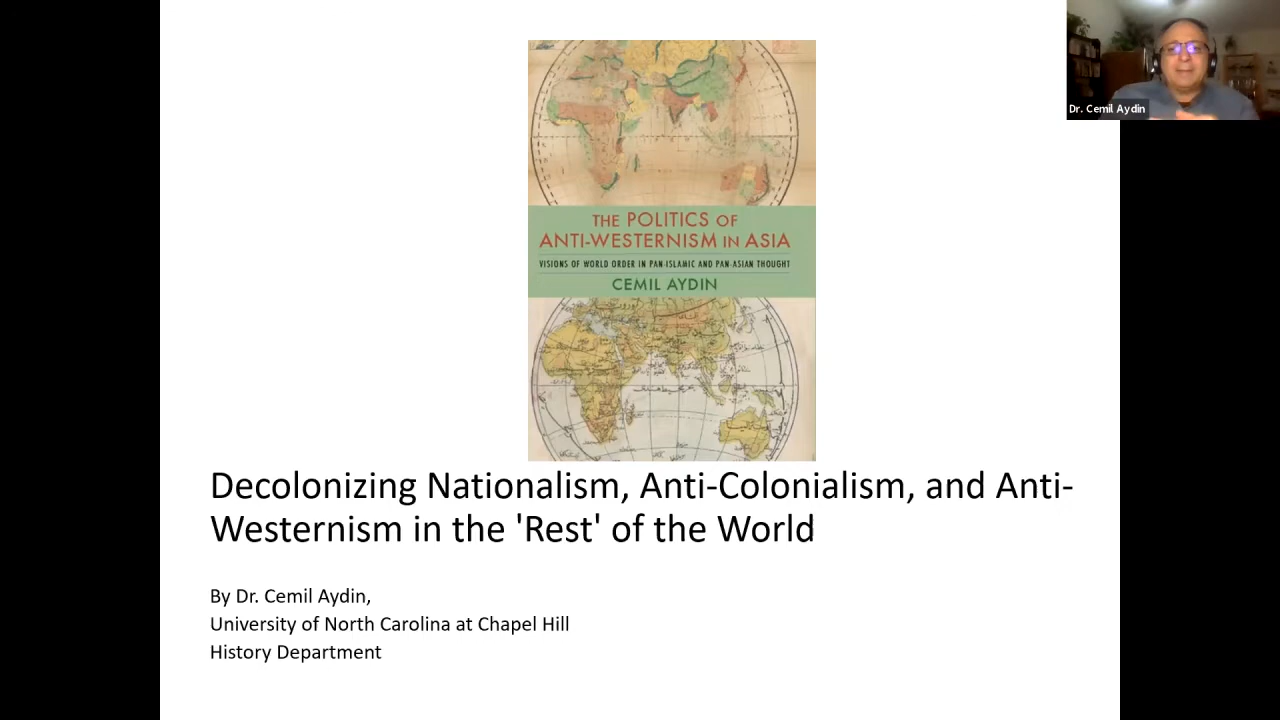 Dr. Cemil Aydin
THE POLITICS OF
ANTI-WESTERNISM IN ASIA
VISIONS OF WORLD ORDER IN PAN-ISLAMIC AND PAN-ASIAN THOUGHT
CEMIL AYDIN
Decolonizing Nationalism, Anti-Colonialism, and Anti-
Westernism in the 'Rest' of the World
By Dr. Cemil Aydin,
University of North Carolina at Chapel Hill
History Department